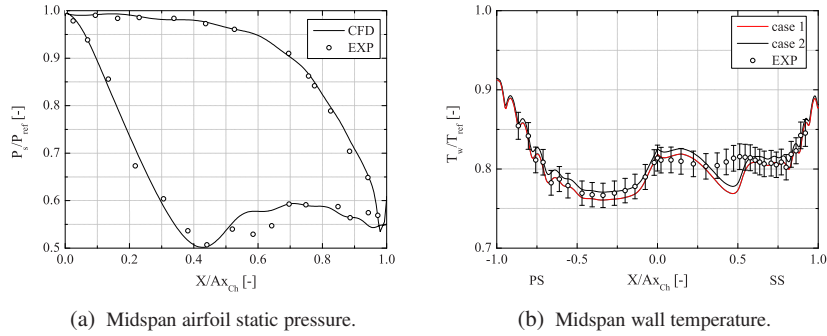 1.0
0.9
0.8
0.7
0.6
0.5
0.0 0.2 0.4 0.6 0.8 1.0
P_s/P_ref [-]
X/Ax_Ch [-]
CFD
EXP
(a) Midspan airfoil static pressure.
1.0
0.9
0.8
0.7
-1.0 -0.5 0.0 0.5 1.0
T_w/T_ref [-]
PS X/Ax_Ch [-] SS
case 1
case 2
EXP
(b) Midspan wall temperature.